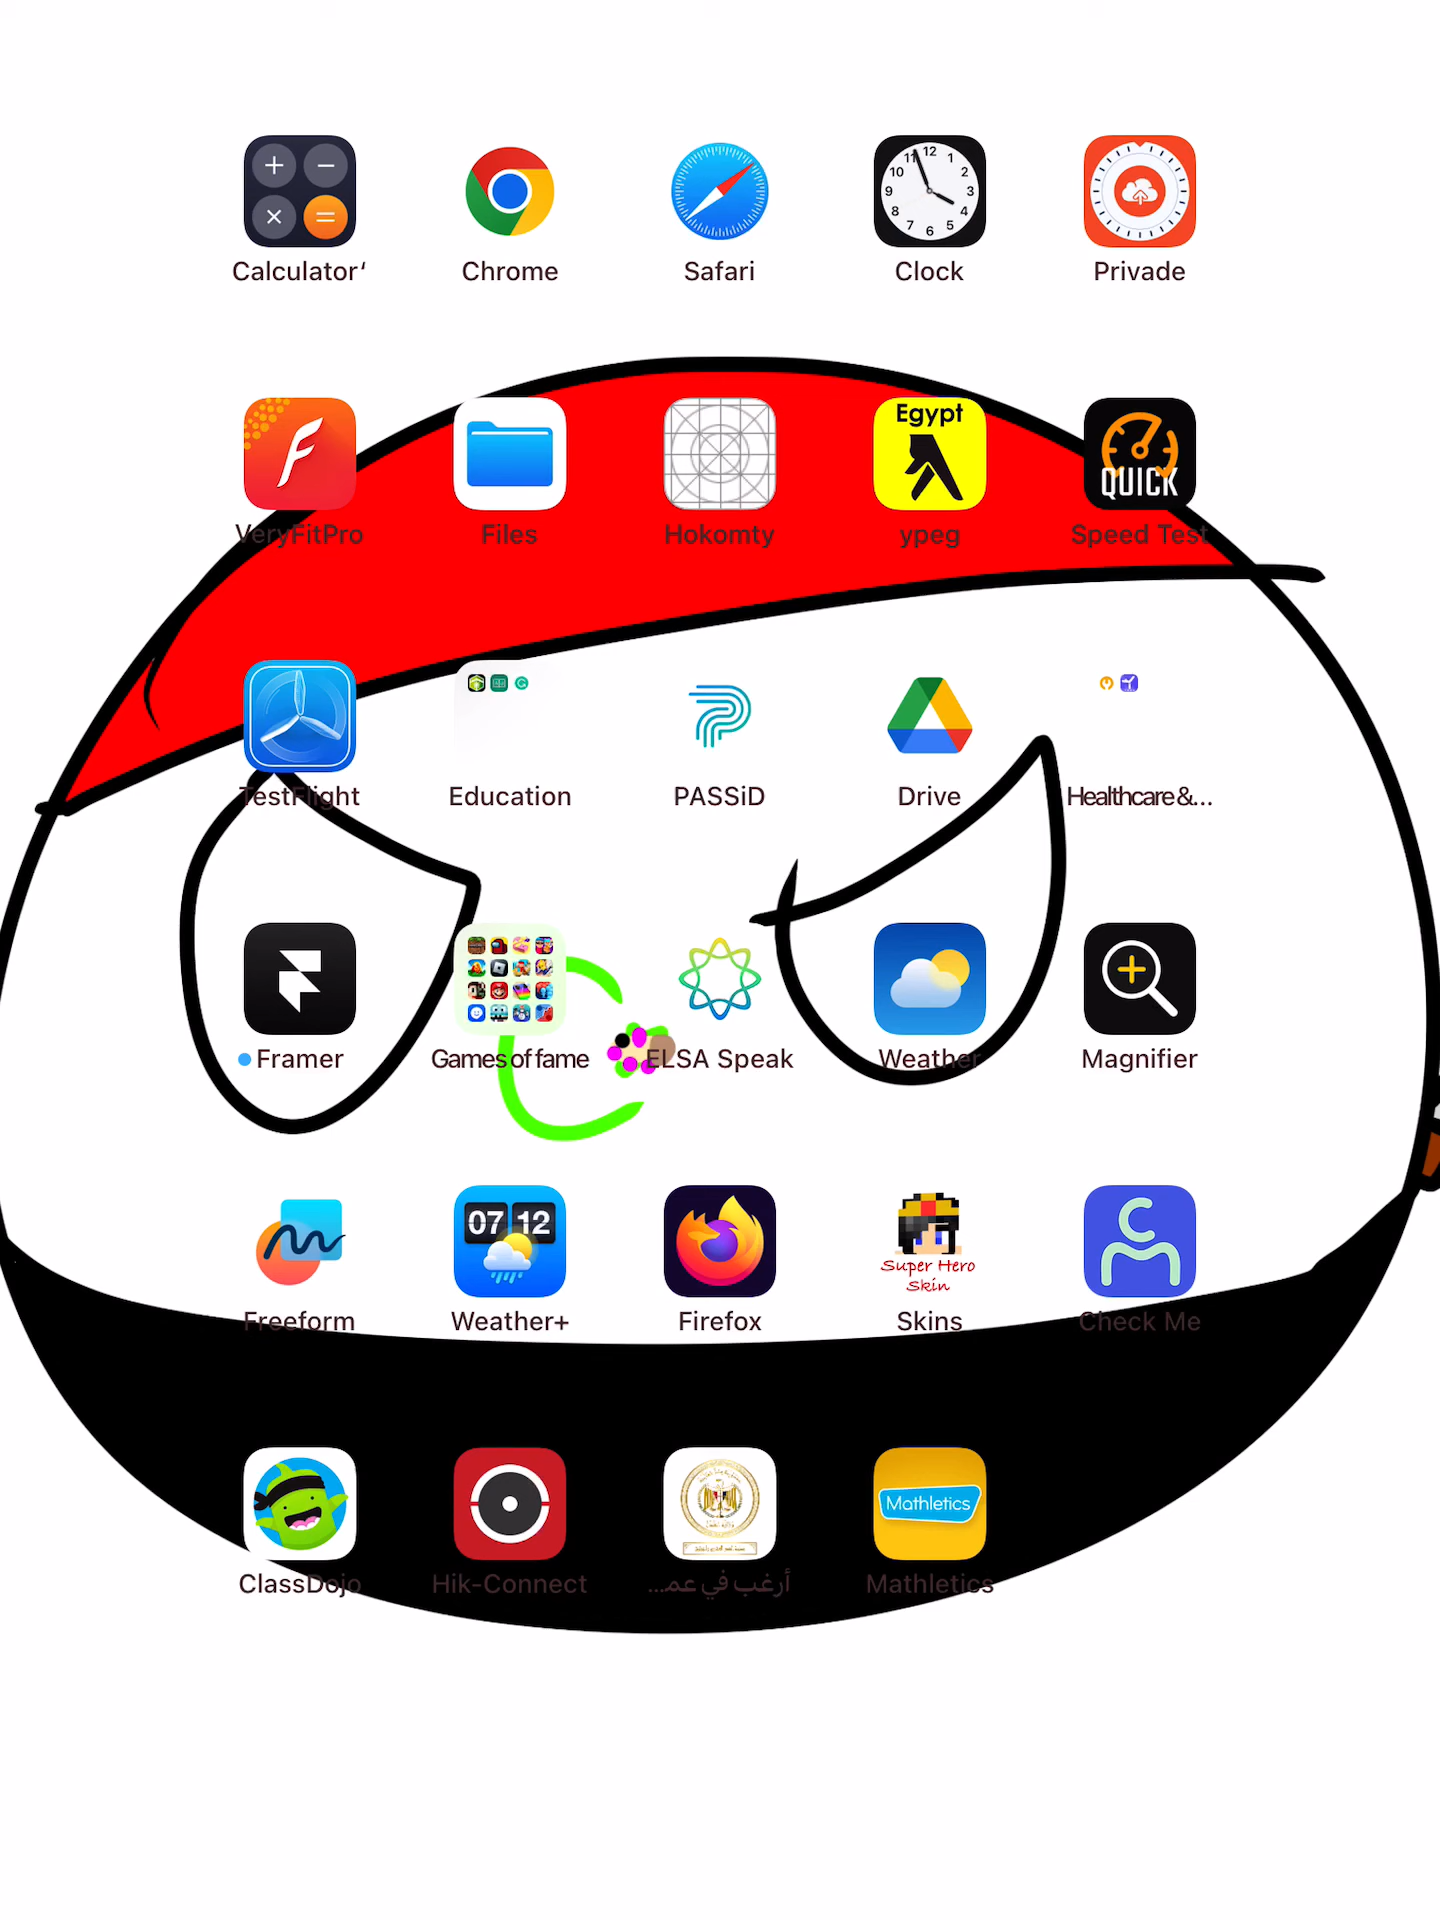 Calculator‘
Chrome
Safari
Clock
Privade
Egypt
QUICK
VeryFitPro
Files
Hokomty
ypeg
Speed Test
TestFlight
Education
PASSiD
Drive
Healthcare &...
Framer
Games of fame
ELSA Speak
Weather
Magnifier
07 12
Super Hero
Skin
Freeform
Weather+
Firefox
Skins
Check Me
Mathletics
ClassDojo
Hik-Connect
أرغب في عمـ...
Mathletics